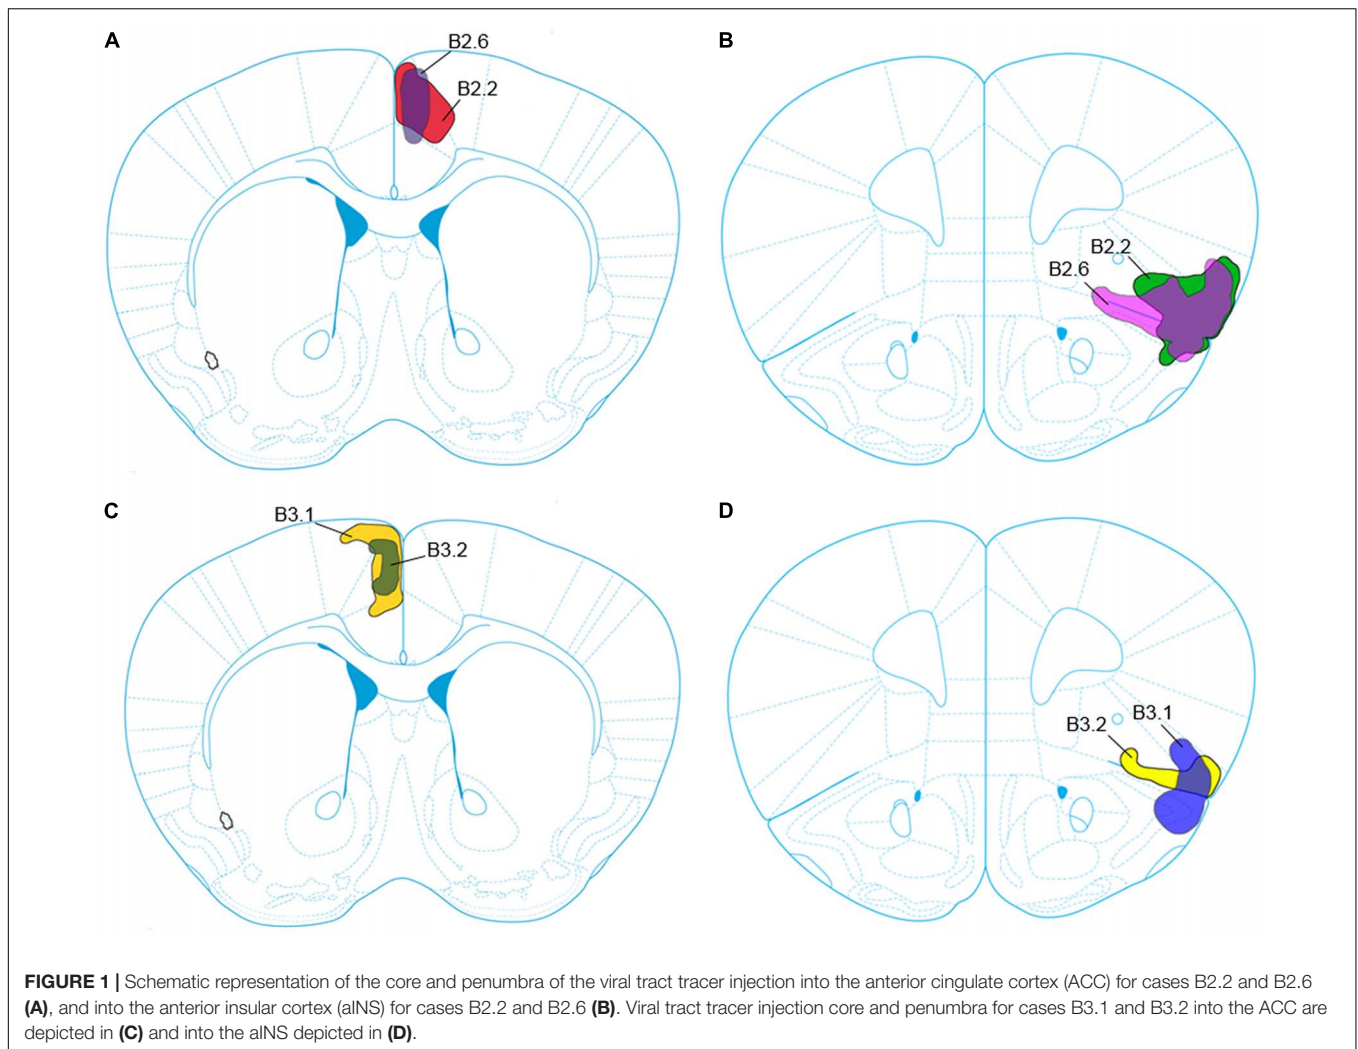 A
B2.6
B2.2
B
B2.2
B2.6
C
B3.1
B3.2
D
B3.2
B3.1
FIGURE 1 | Schematic representation of the core and penumbra of the viral tract tracer injection into the anterior cingulate cortex (ACC) for cases B2.2 and B2.6
(A), and into the anterior insular cortex (aINS) for cases B2.2 and B2.6 (B). Viral tract tracer injection core and penumbra for cases B3.1 and B3.2 into the ACC are
depicted in (C) and into the aINS depicted in (D).